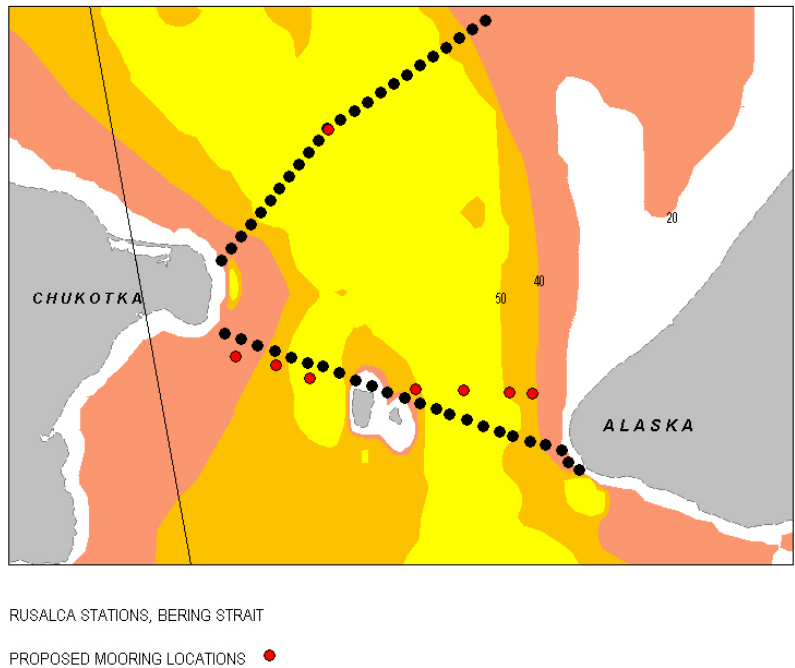 20
40
50
CHUKOTKA
ALASKA
RUSALCA STATIONS, BERING STRAIT
PROPOSED MOORING LOCATIONS